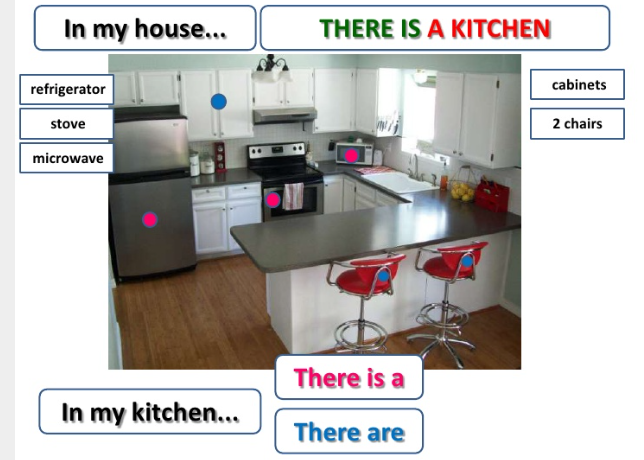 In my house...
THERE IS A KITCHEN
refrigerator
stove
microwave
cabinets
2 chairs
There is a
In my kitchen...
There are